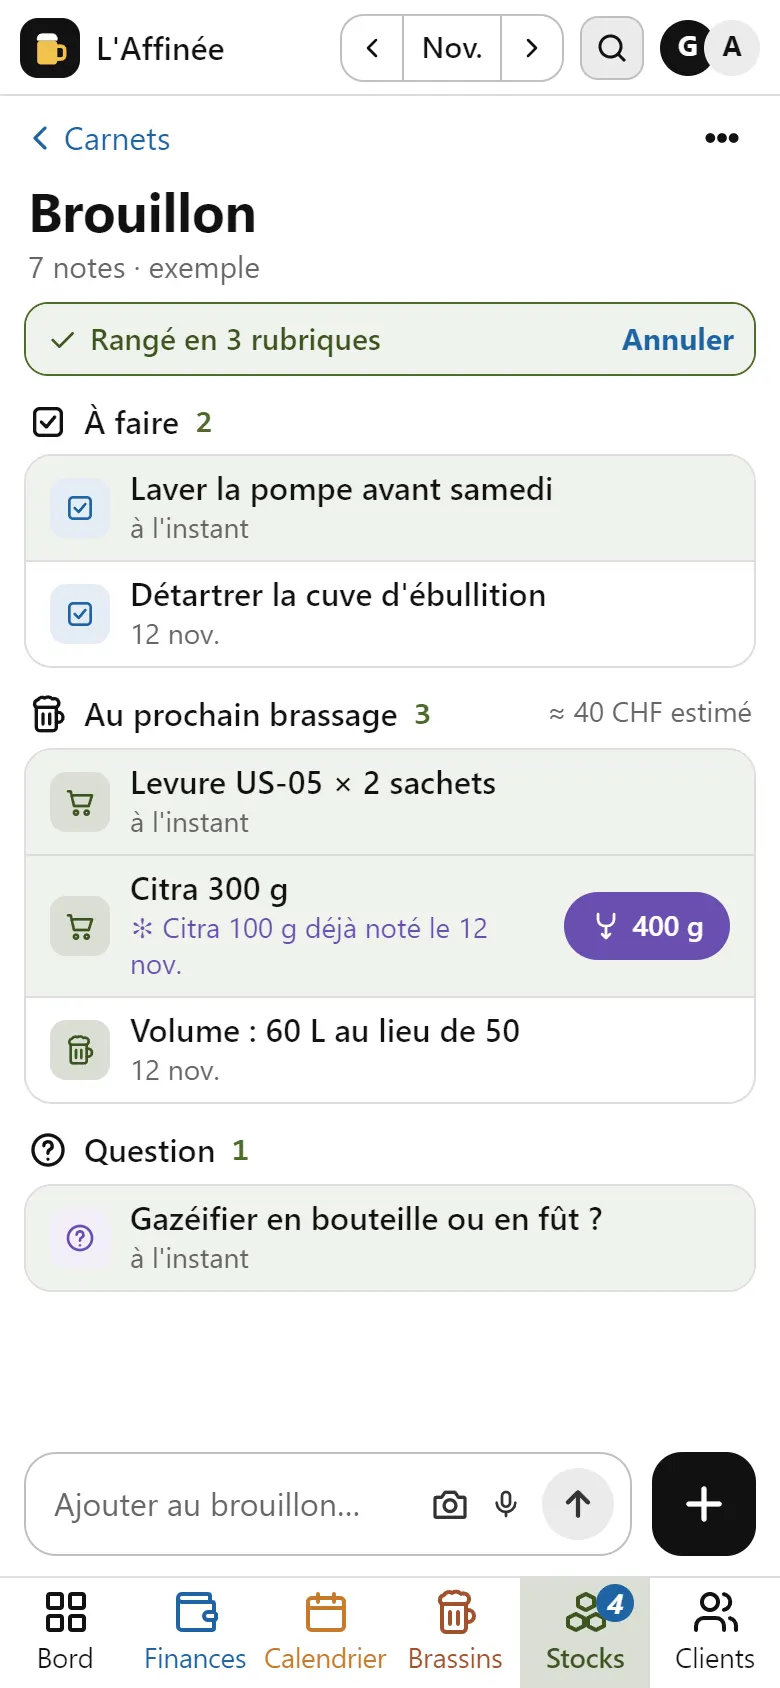 L'Affinée
Nov.
G
A
Carnets
Brouillon
7 notes · exemple
Rangé en 3 rubriques
Annuler
À faire 2
Laver la pompe avant samedi
à l'instant
Détartrer la cuve d'ébullition
12 nov.
Au prochain brassage 3
≈ 40 CHF estimé
Levure US-05 × 2 sachets
à l'instant
Citra 300 g
Citra 100 g déjà noté le 12
nov.
400 g
Volume : 60 L au lieu de 50
12 nov.
Question 1
Gazéifier en bouteille ou en fût ?
à l'instant
Ajouter au brouillon...
4
Bord
Finances
Calendrier
Brassins
Stocks
Clients